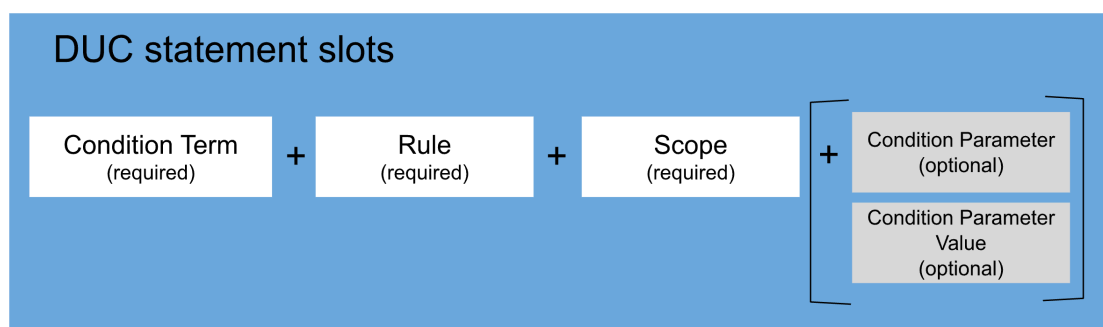 DUC statement slots
Condition Term
(required)
+
Rule
(required)
+
Scope
(required)
+
Condition Parameter
(optional)
Condition Parameter
Value
(optional)